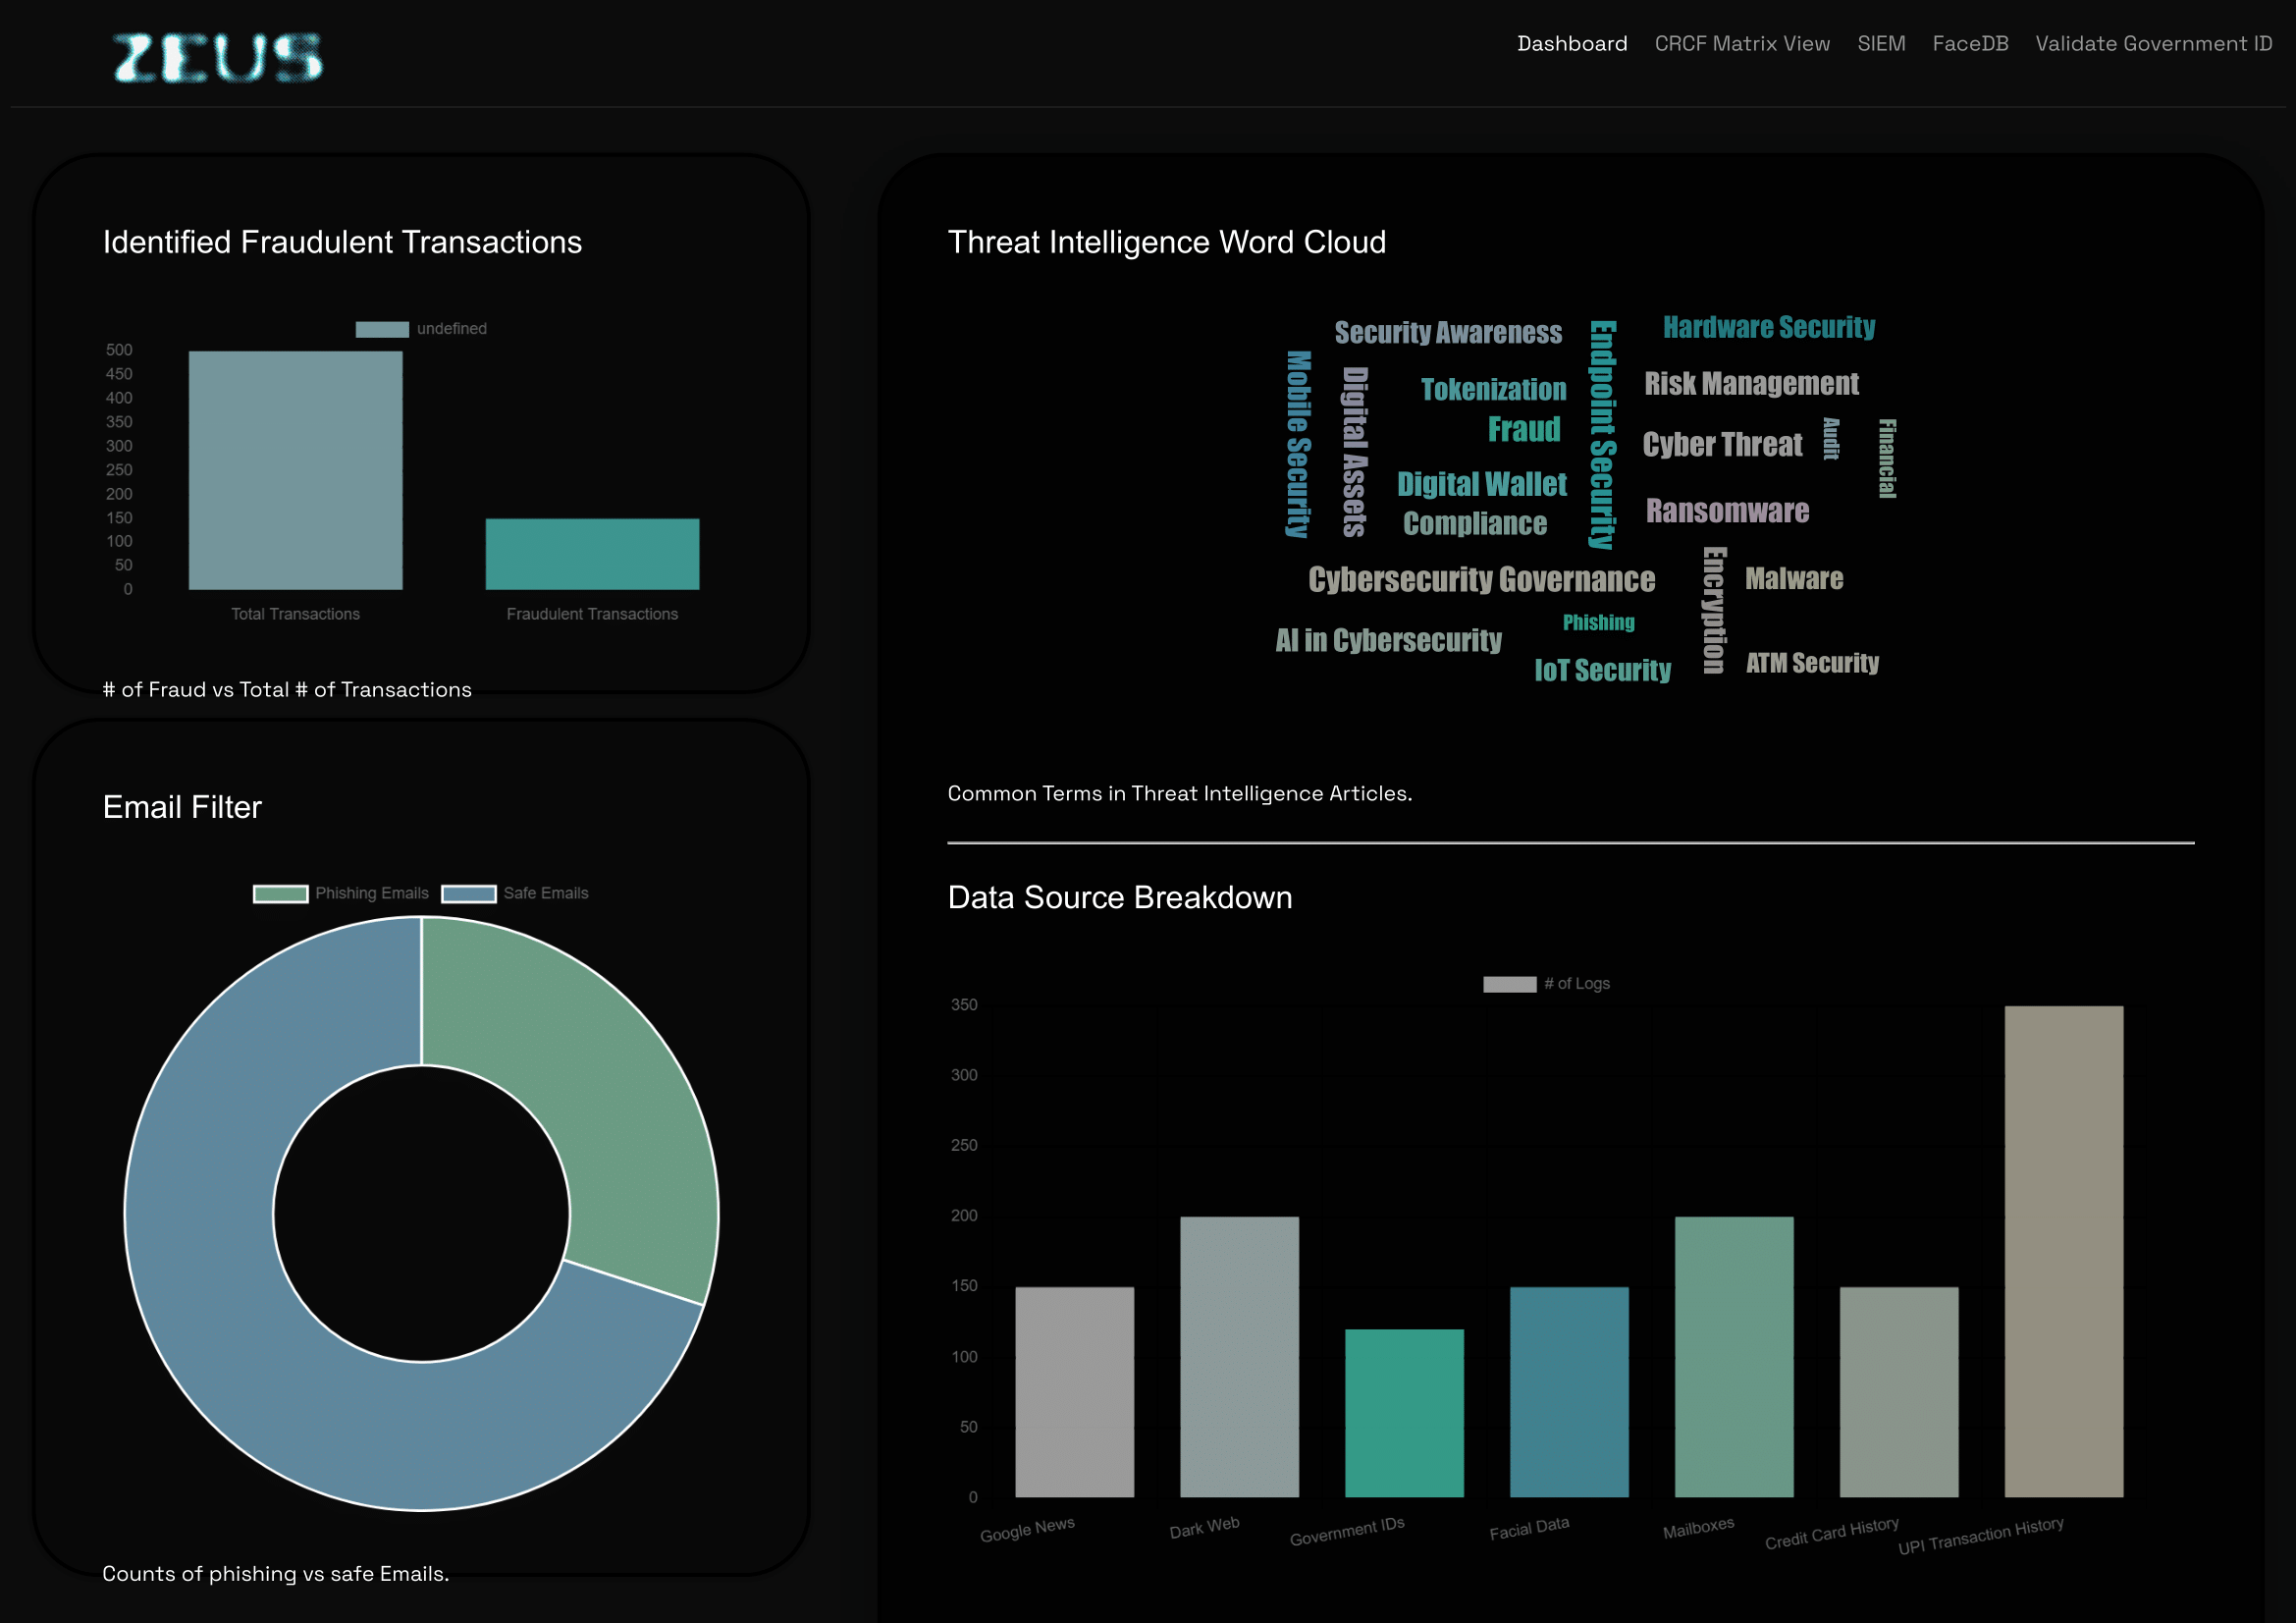 ZEUS
Dashboard CRCF Matrix View SIEM FaceDB Validate Government ID
Identified Fraudulent Transactions
undefined
500
450
400
350
300
250
200
150
100
50
0
Total Transactions Fraudulent Transactions
# of Fraud vs Total # of Transactions
Email Filter
Phishing Emails Safe Emails
Counts of phishing vs safe Emails.
Threat Intelligence Word Cloud
Security Awareness
Hardware Security
Endpoint Security
Mobile Security
Digital Assets
Tokenization
Risk Management
Fraud
Cyber Threat
Audit
Financial
Digital Wallet
Ransomware
Compliance
Cybersecurity Governance
Encryption
Malware
Phishing
AI in Cybersecurity
IoT Security
ATM Security
Common Terms in Threat Intelligence Articles.
Data Source Breakdown
# of Logs
350
300
250
200
150
100
50
0
Google News Dark Web Government IDs Facial Data Mailboxes Credit Card History UPI Transaction History